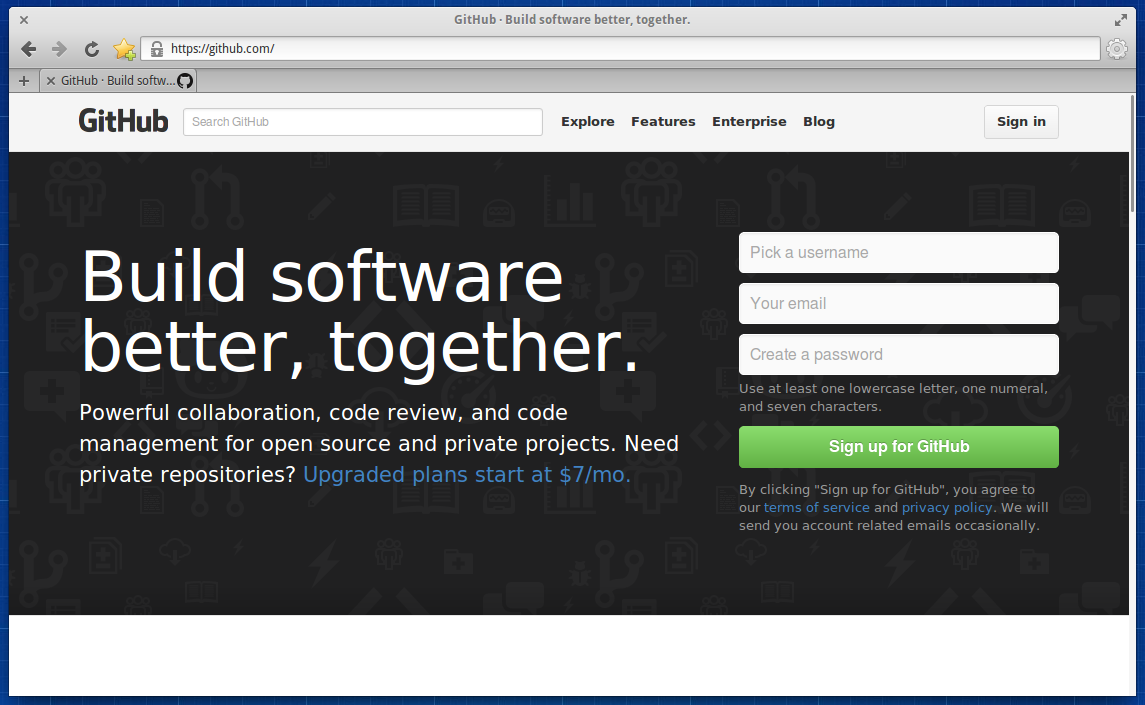 GitHub · Build software better, together.
https://github.com/
GitHub · Build softw...
GitHub
Search GitHub
Explore
Features
Enterprise
Blog
Sign in
Build software
better, together.
Powerful collaboration, code review, and code
management for open source and private projects. Need
private repositories? Upgraded plans start at $7/mo.
Pick a username
Your email
Create a password
Use at least one lowercase letter, one numeral,
and seven characters.
Sign up for GitHub
By clicking "Sign up for GitHub", you agree to
our terms of service and privacy policy. We will
send you account related emails occasionally.